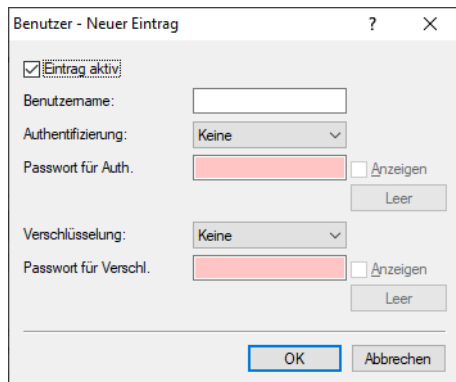 Benutzer - Neuer Eintrag ?
Eintrag aktiv
Benutzername:
Authentifizierung: Keine
Passwort für Auth. Anzeigen
Leer
Verschlüsselung: Keine
Passwort für Verschl. Anzeigen
Leer
OK Abbrechen